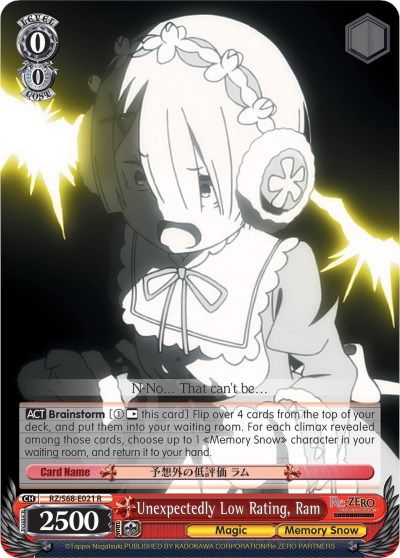 LEVEL
0
0
COST
N-No... That can't be...
ACT Brainstorm [① this card] Flip over 4 cards from the top of your
deck, and put them into your waiting room. For each climax revealed
among those cards, choose up to 1 «Memory Snow» character in your
waiting room, and return it to your hand.
Card Name 予想外の低評価 ラム
CH RZ/S68-E021 R
Unexpectedly Low Rating, Ram
POWER 2500
Re:ZERO
Magic Memory Snow
©Tappei Nagatsuki,PUBLISHED BY KADOKAWA CORPORATION/Re:ZERO PARTNERS